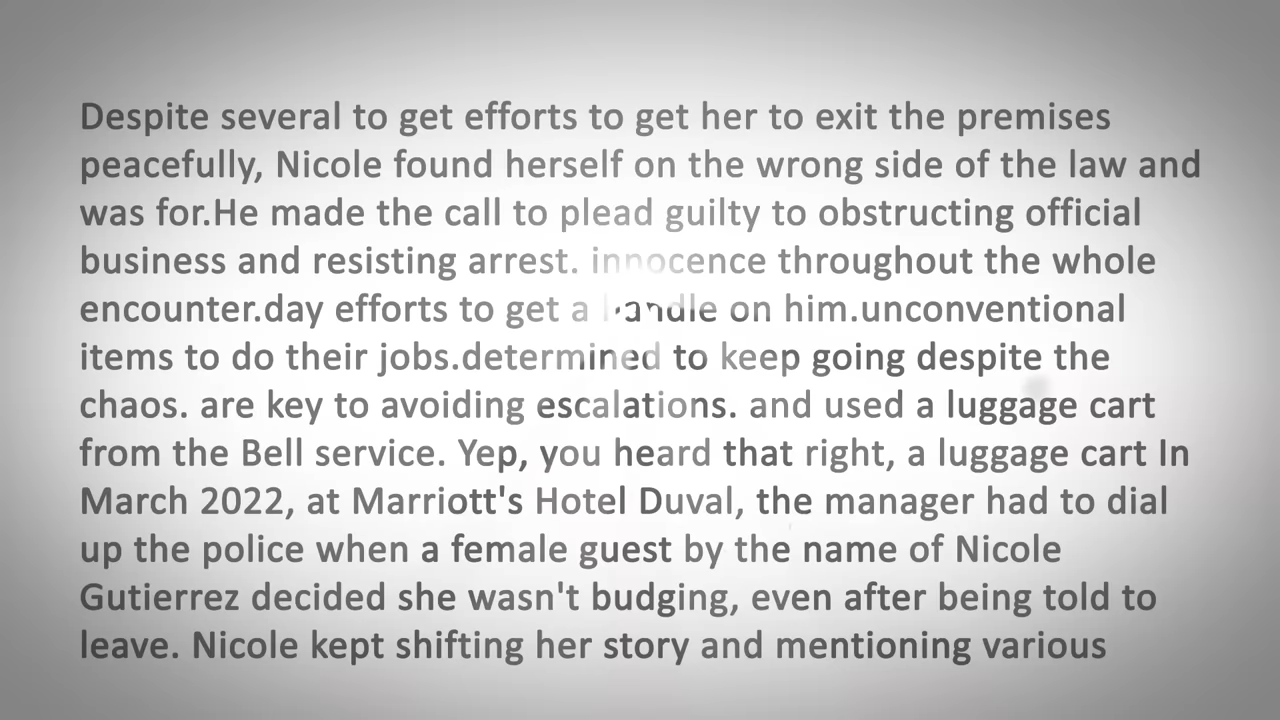 Despite several to get efforts to get her to exit the premises
peacefully, Nicole found herself on the wrong side of the law and
was for.He made the call to plead guilty to obstructing official
business and resisting arrest. innocence throughout the whole
encounter.day efforts to get a handle on him.unconventional
items to do their jobs.determined to keep going despite the
chaos. are key to avoiding escalations. and used a luggage cart
from the Bell service. Yep, you heard that right, a luggage cart In
March 2022, at Marriott's Hotel Duval, the manager had to dial
up the police when a female guest by the name of Nicole
Gutierrez decided she wasn't budging, even after being told to
leave. Nicole kept shifting her story and mentioning various